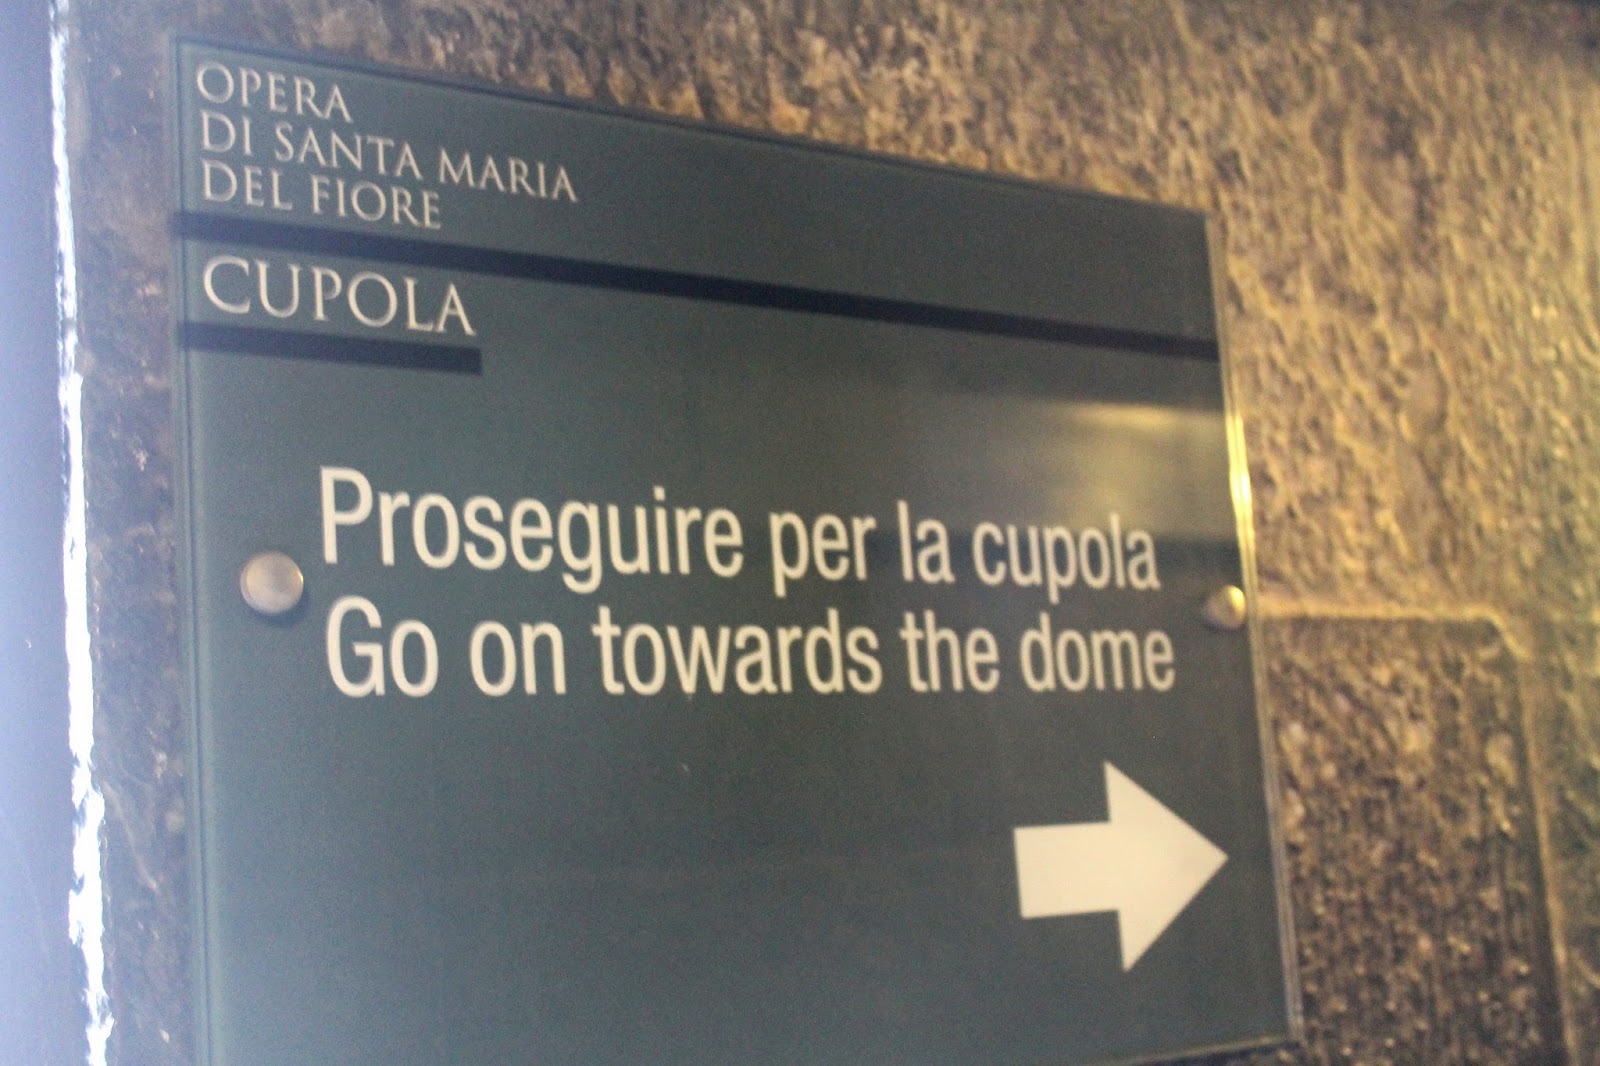 OPERA
DI SANTA MARIA
DEL FIORE
CUPOLA
Proseguire per la cupola
Go on towards the dome